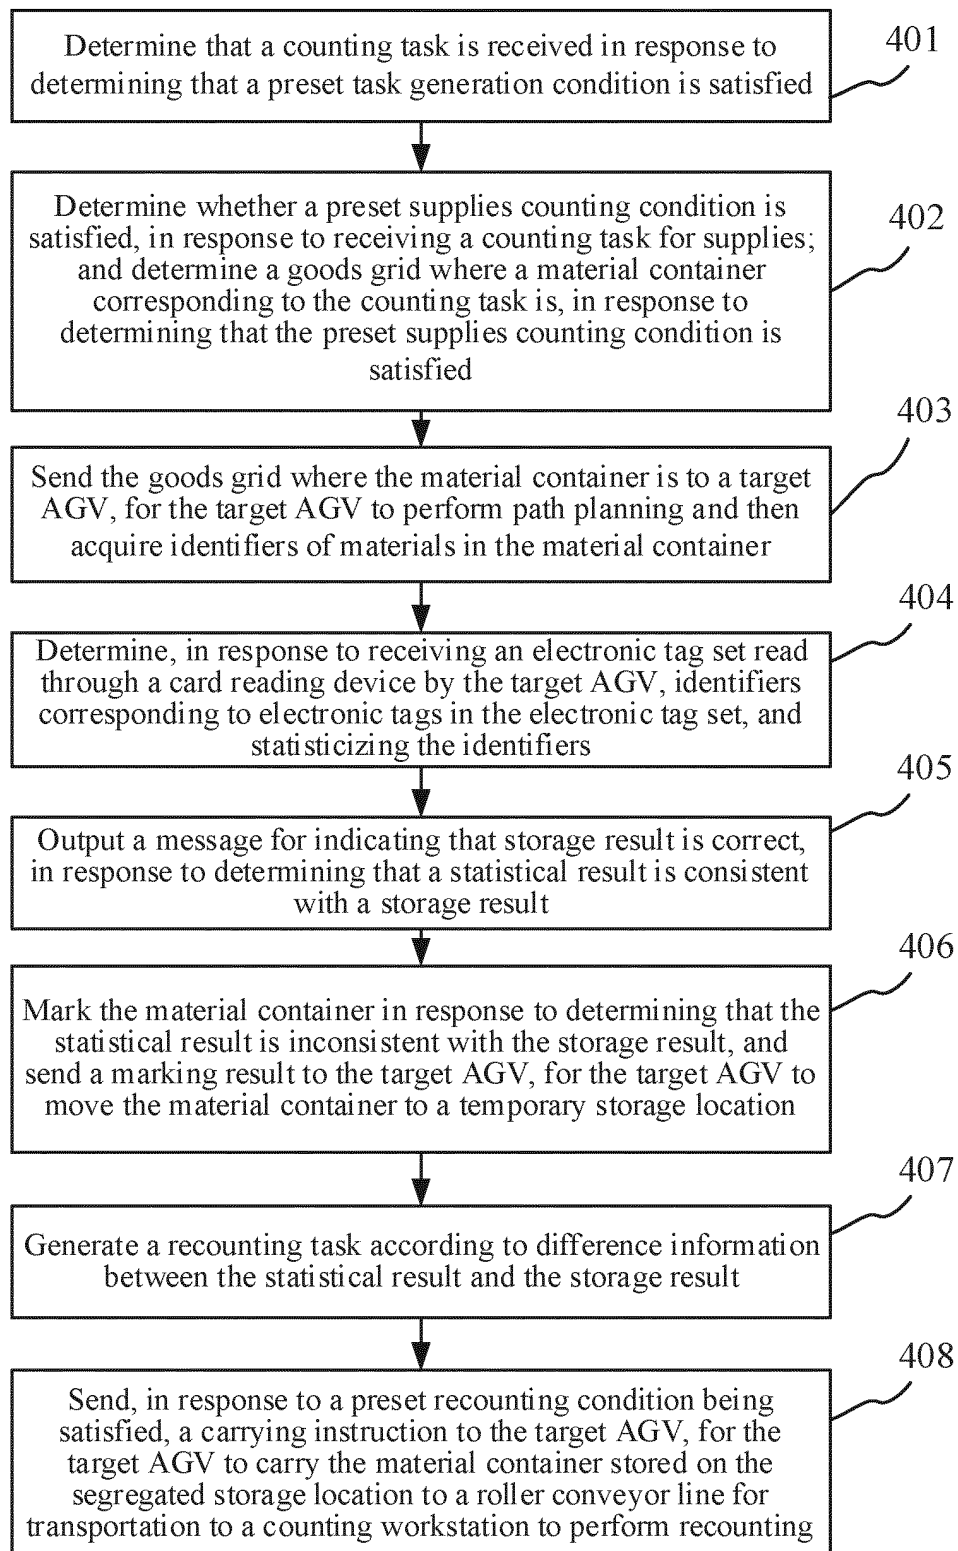 Determine that a counting task is received in response to
determining that a preset task generation condition is satisfied
401
Determine whether a preset supplies counting condition is
satisfied, in response to receiving a counting task for supplies;
and determine a goods grid where a material container
corresponding to the counting task is, in response to
determining that the preset supplies counting condition is
satisfied
402
Send the goods grid where the material container is to a target
AGV, for the target AGV to perform path planning and then
acquire identifiers of materials in the material container
403
Determine, in response to receiving an electronic tag set read
through a card reading device by the target AGV, identifiers
corresponding to electronic tags in the electronic tag set, and
statisticizing the identifiers
404
Output a message for indicating that storage result is correct,
in response to determining that a statistical result is consistent
with a storage result
405
Mark the material container in response to determining that the
statistical result is inconsistent with the storage result, and
send a marking result to the target AGV, for the target AGV to
move the material container to a temporary storage location
406
Generate a recounting task according to difference information
between the statistical result and the storage result
407
Send, in response to a preset recounting condition being
satisfied, a carrying instruction to the target AGV, for the
target AGV to carry the material container stored on the
segregated storage location to a roller conveyor line for
transportation to a counting workstation to perform recounting
408